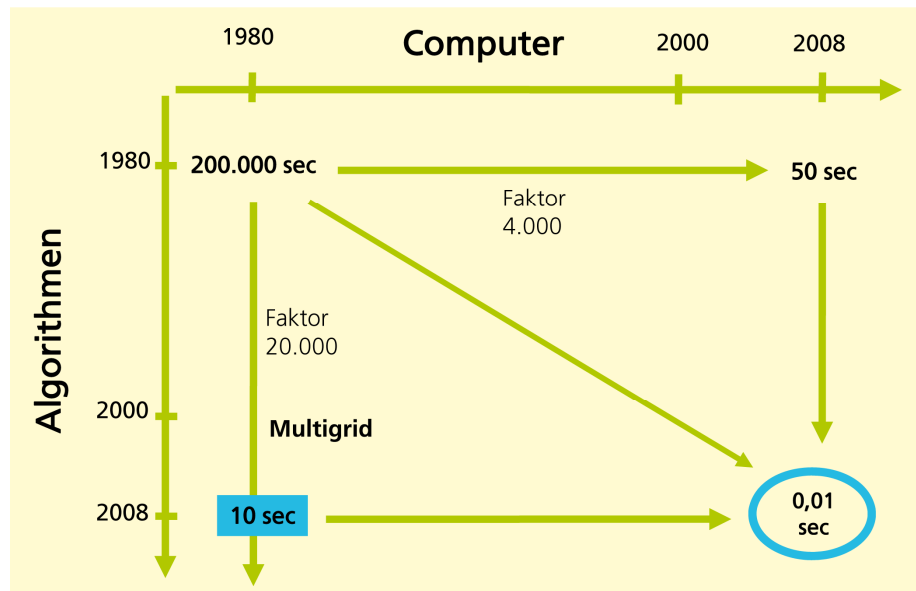 1980
Computer
2000
2008
1980
200.000 sec
50 sec
Faktor
4.000
Algorithmen
Faktor
20.000
2000
Multigrid
2008
10 sec
0,01
sec